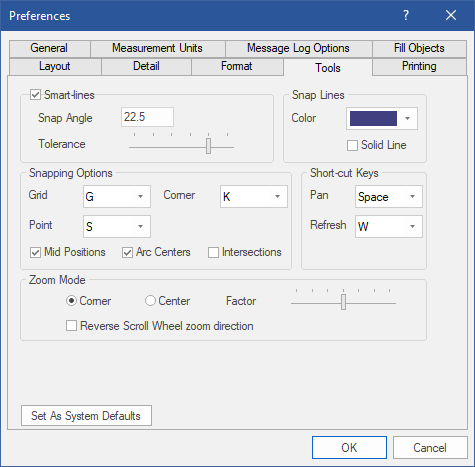 Preferences
General Measurement Units Message Log Options Fill Objects
Layout Detail Format Tools Printing
Smart-lines
Snap Angle 22.5
Tolerance
Snap Lines
Color
Solid Line
Snapping Options
Grid G Corner K
Point S
Mid Positions Arc Centers Intersections
Short-cut Keys
Pan Space
Refresh W
Zoom Mode
Corner Center Factor
Reverse Scroll Wheel zoom direction
Set As System Defaults
OK Cancel